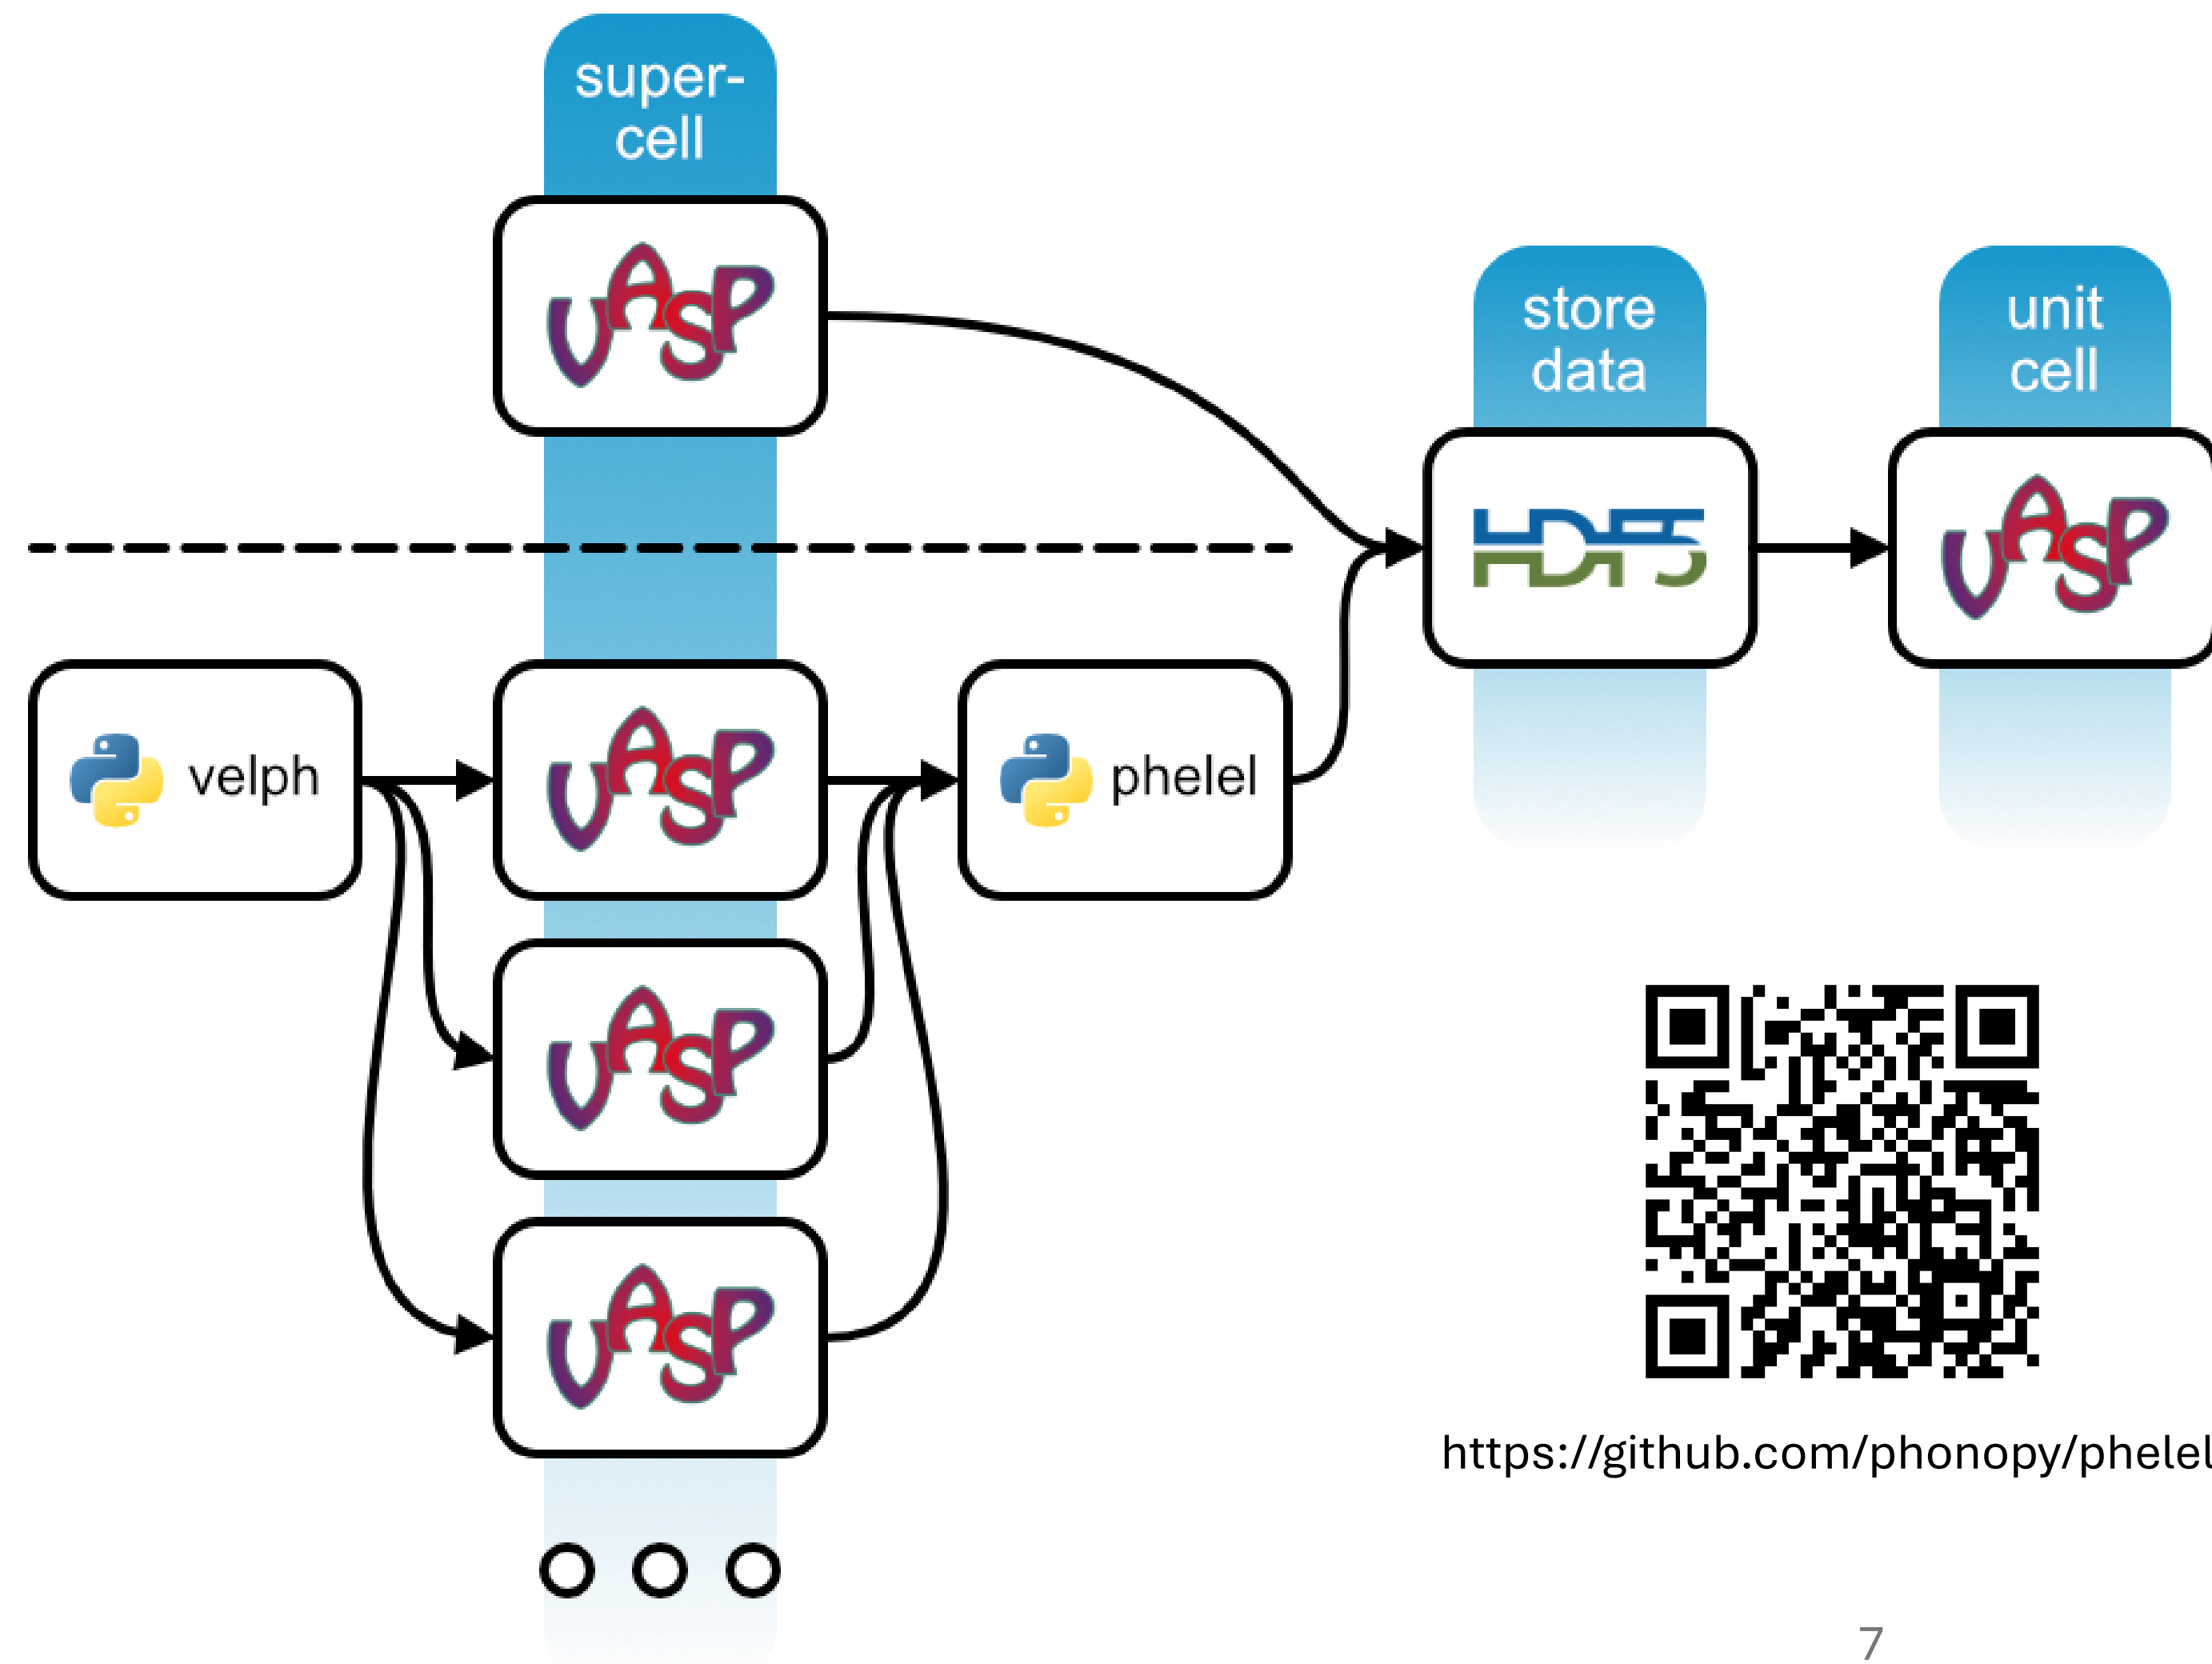 super-
cell
VASP
store
data
unit
cell
HDF5
VASP
velph
VASP
phelel
VASP
VASP
https://github.com/phonopy/phelel
7